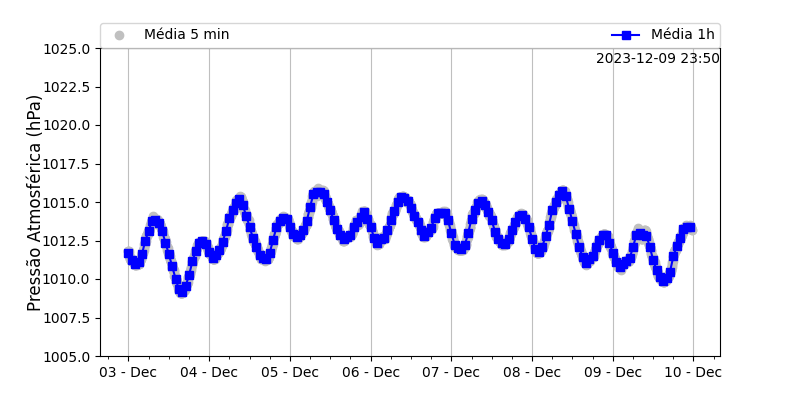 Média 5 min
Média 1h
2023-12-09 23:50
Pressão Atmosférica (hPa)
1025.0
1022.5
1020.0
1017.5
1015.0
1012.5
1010.0
1007.5
1005.0
03 - Dec
04 - Dec
05 - Dec
06 - Dec
07 - Dec
08 - Dec
09 - Dec
10 - Dec